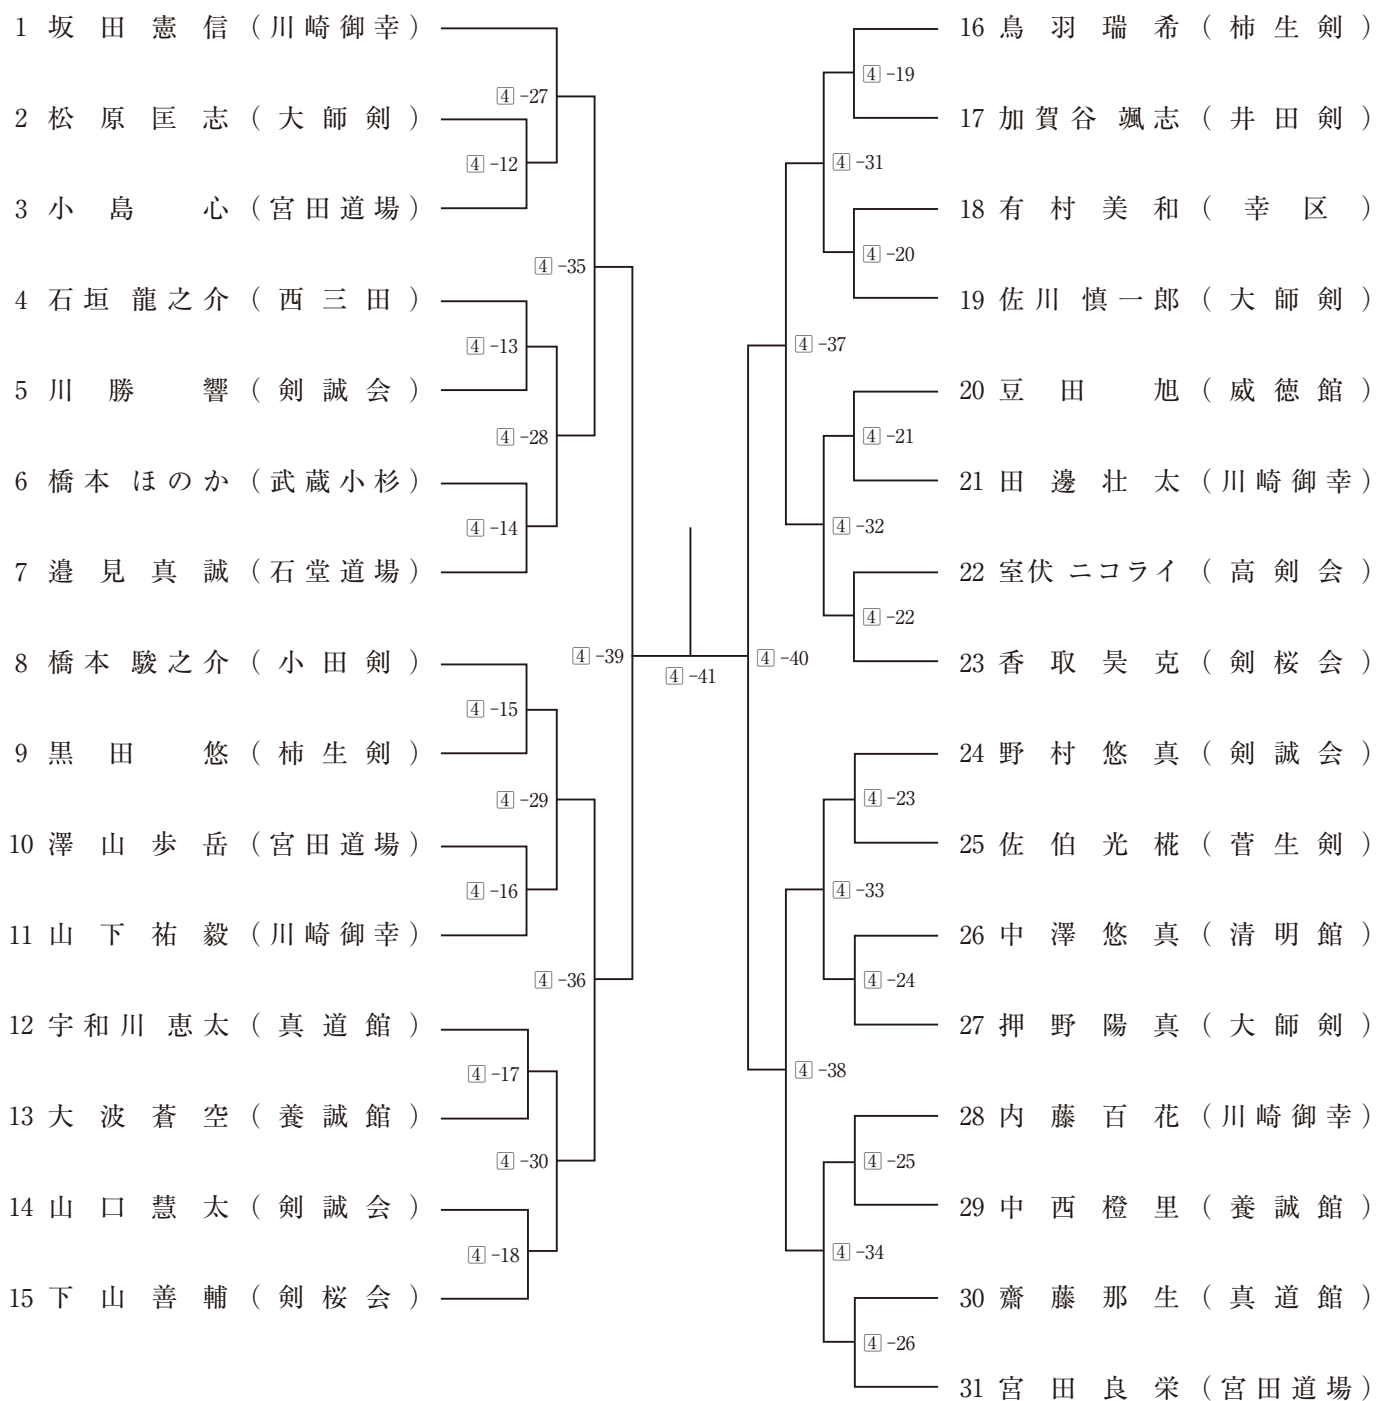 1 坂田憲信（川崎御幸）
2 松原匡志（大師剣）
3 小島心（宮田道場）
4 石垣龍之介（西三田）
5 川勝響（剣誠会）
6 橋本ほのか（武蔵小杉）
7 邉見真誠（石堂道場）
8 橋本駿之介（小田剣）
9 黒田悠（柿生剣）
10 澤山歩岳（宮田道場）
11 山下祐毅（川崎御幸）
12 宇和川恵太（真道館）
13 大波蒼空（養誠館）
14 山口慧太（剣誠会）
15 下山善輔（剣桜会）
4-27
4-12
4-35
4-13
4-28
4-14
4-39
4-15
4-29
4-16
4-36
4-17
4-30
4-18
4-41
4-40
4-19
4-31
4-20
4-37
4-21
4-32
4-22
4-23
4-33
4-24
4-38
4-25
4-34
4-26
16 鳥羽瑞希（柿生剣）
17 加賀谷颯志（井田剣）
18 有村美和（幸区）
19 佐川慎一郎（大師剣）
20 豆田旭（威徳館）
21 田邊壮太（川崎御幸）
22 室伏ニコライ（高剣会）
23 香取昊克（剣桜会）
24 野村悠真（剣誠会）
25 佐伯光椛（菅生剣）
26 中澤悠真（清明館）
27 押野陽真（大師剣）
28 内藤百花（川崎御幸）
29 中西橙里（養誠館）
30 齋藤那生（真道館）
31 宮田良栄（宮田道場）